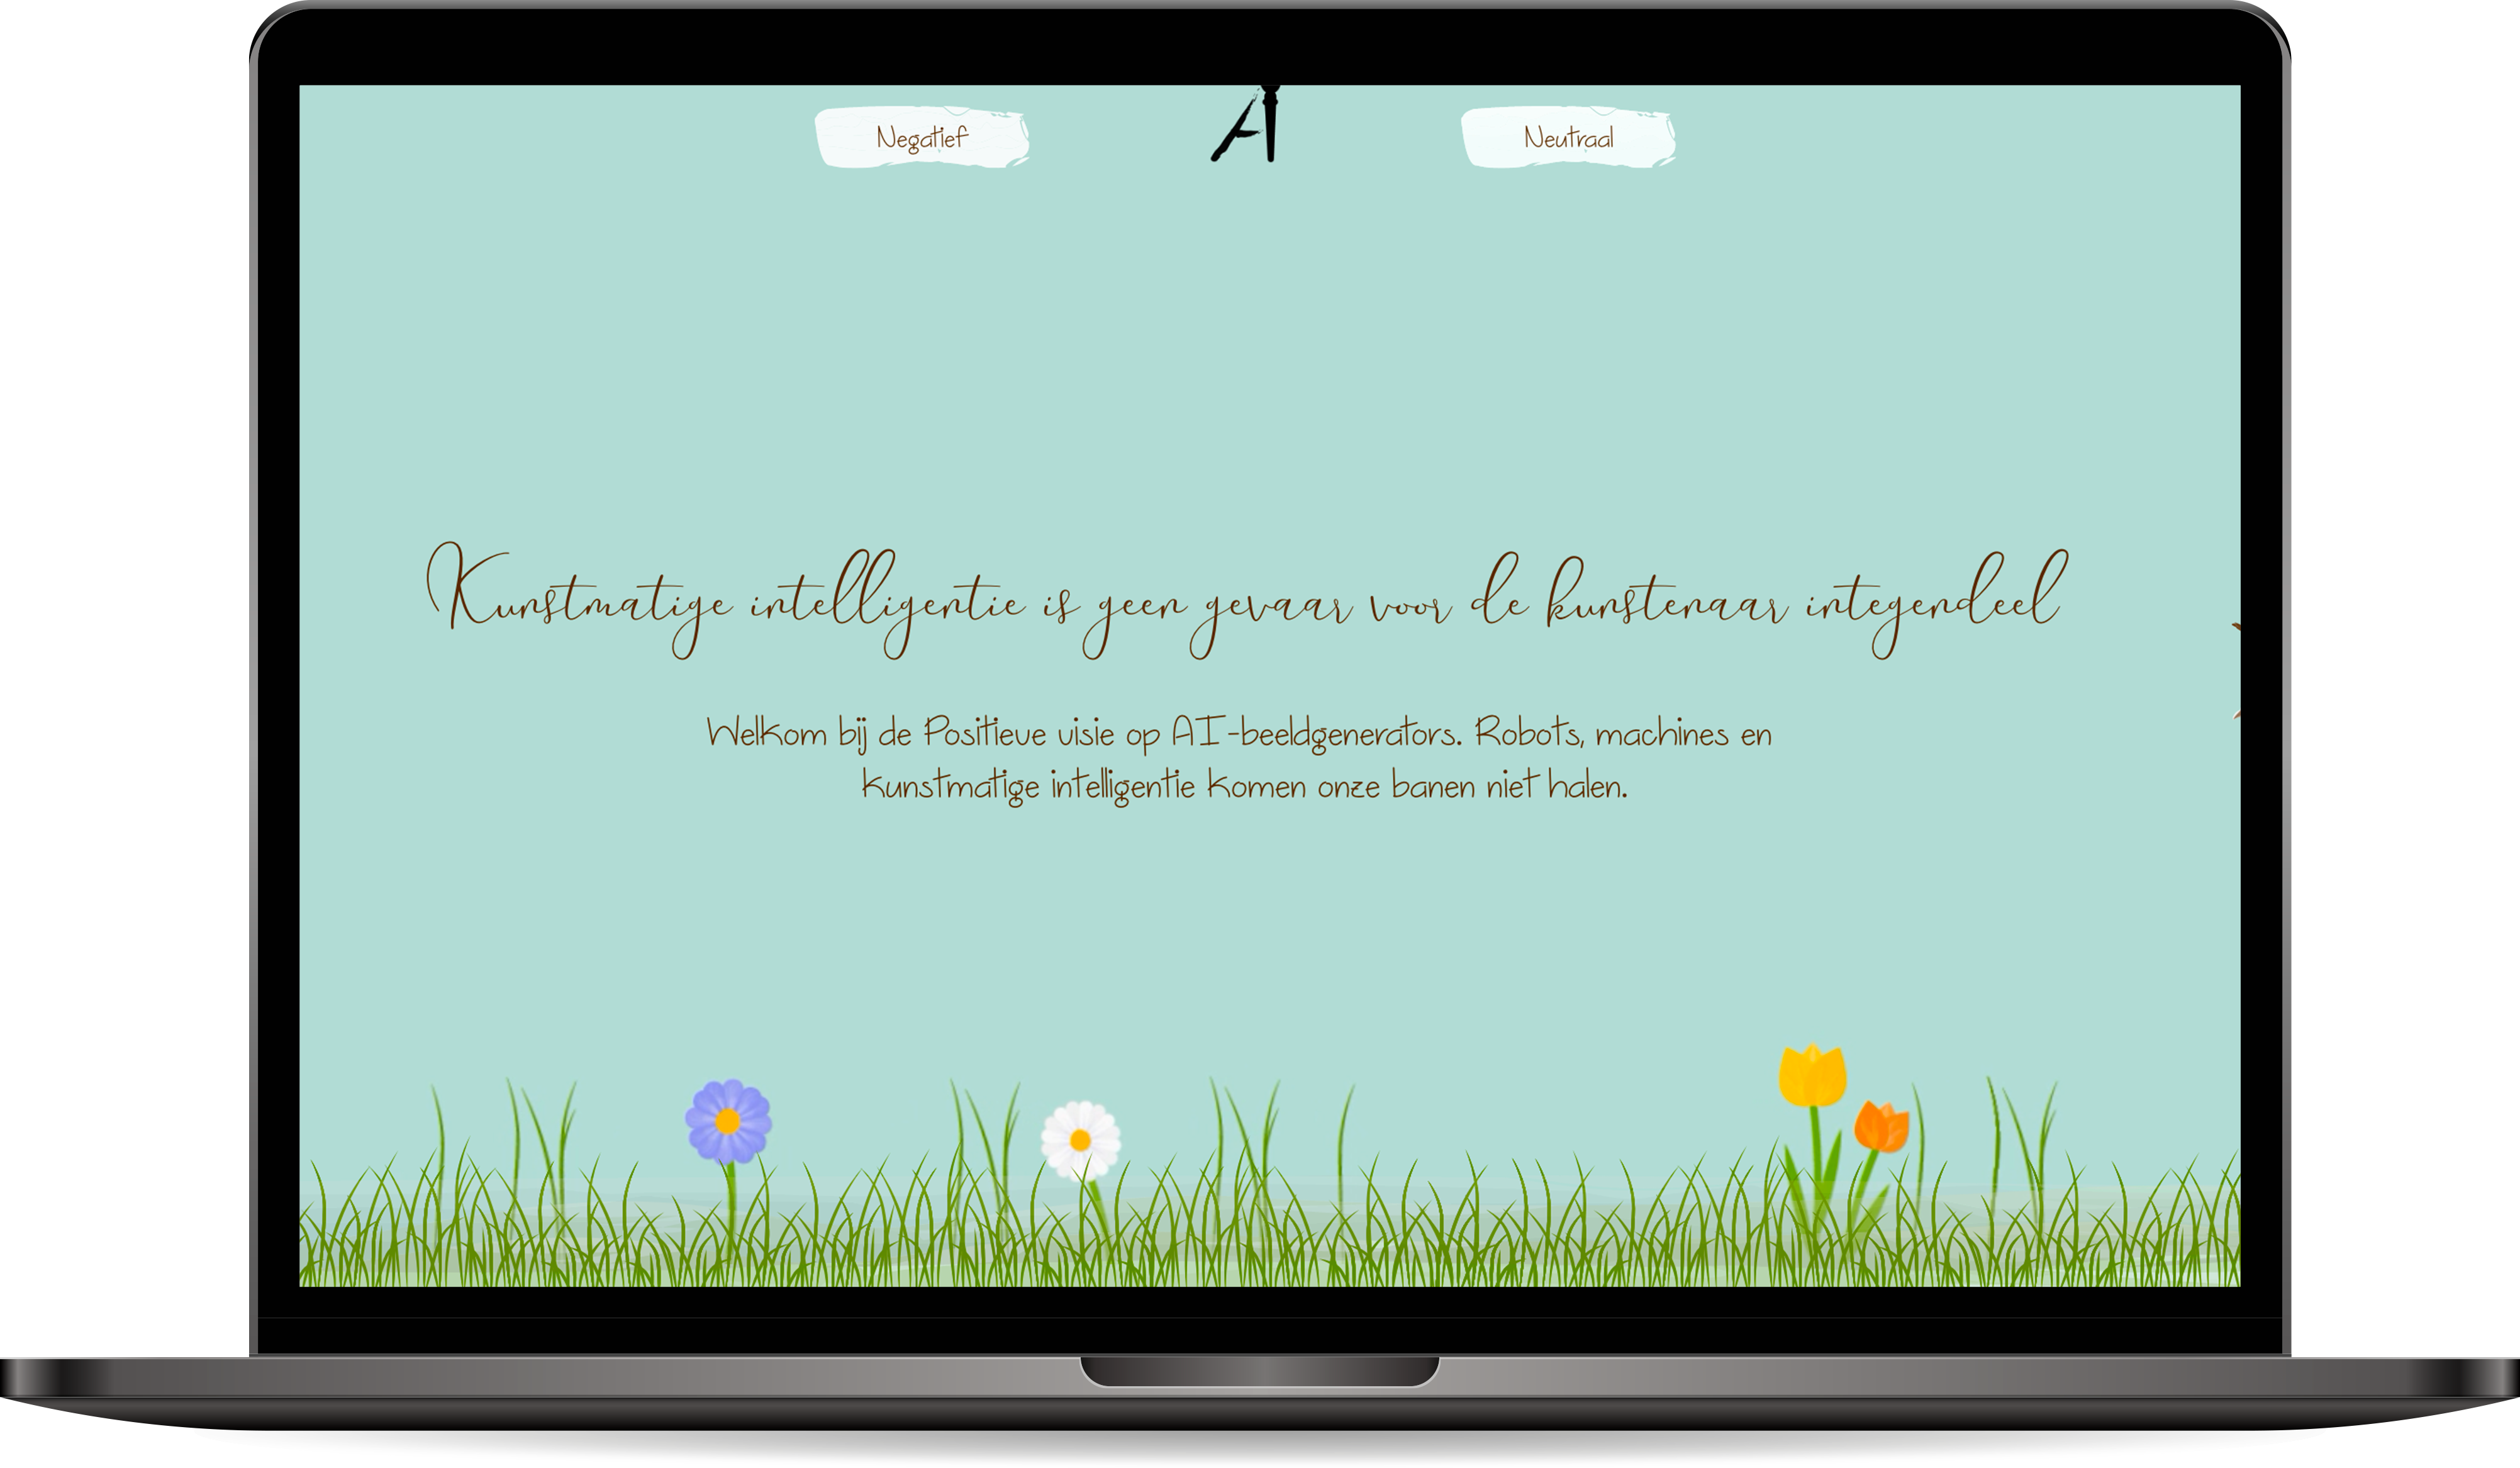 Negatief
AI
Neutraal
Kunstmatige intelligentie is geen gevaar voor de kunstenaar integendeel
Welkom bij de Positieve visie op AI-beeldgenerators. Robots, machines en
kunstmatige intelligentie komen onze banen niet halen.